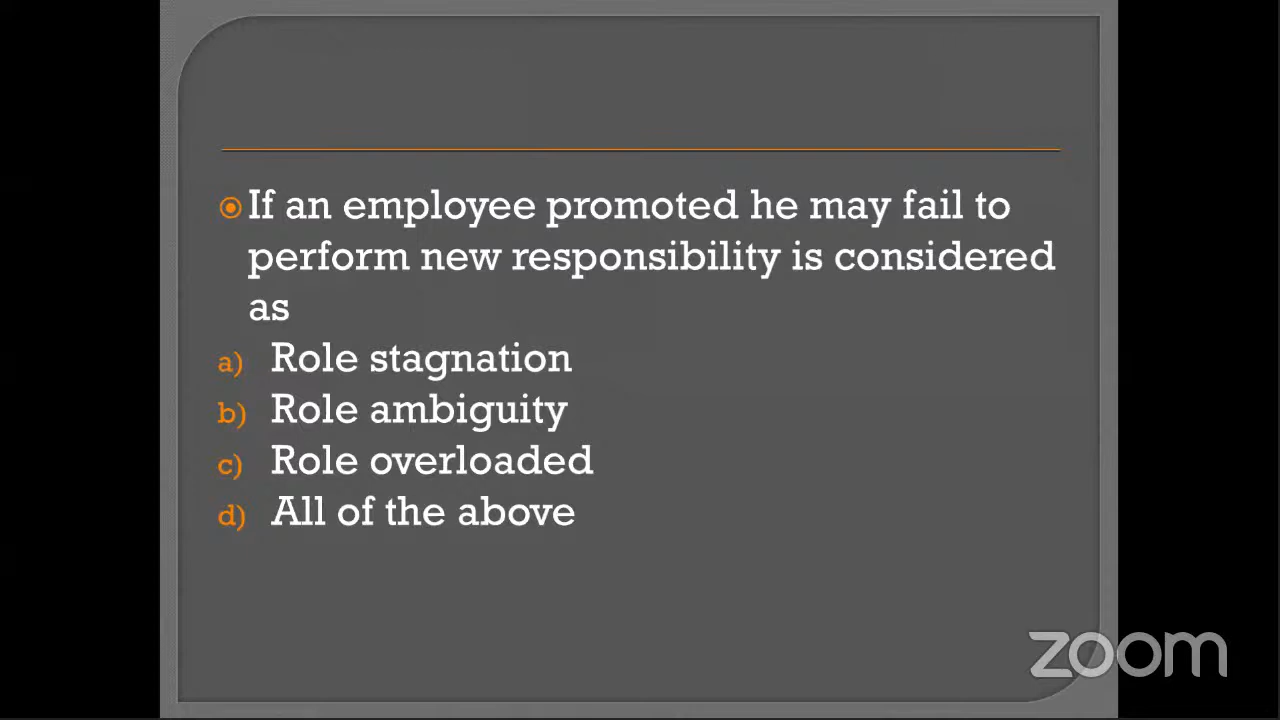 If an employee promoted he may fail to
perform new responsibility is considered
as
a) Role stagnation
b) Role ambiguity
c) Role overloaded
d) All of the above
zoom